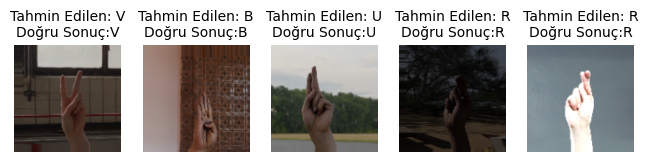 Tahmin Edilen: V
Doğru Sonuç:V
Tahmin Edilen: B
Doğru Sonuç:B
Tahmin Edilen: U
Doğru Sonuç:U
Tahmin Edilen: R
Doğru Sonuç:R
Tahmin Edilen: R
Doğru Sonuç:R